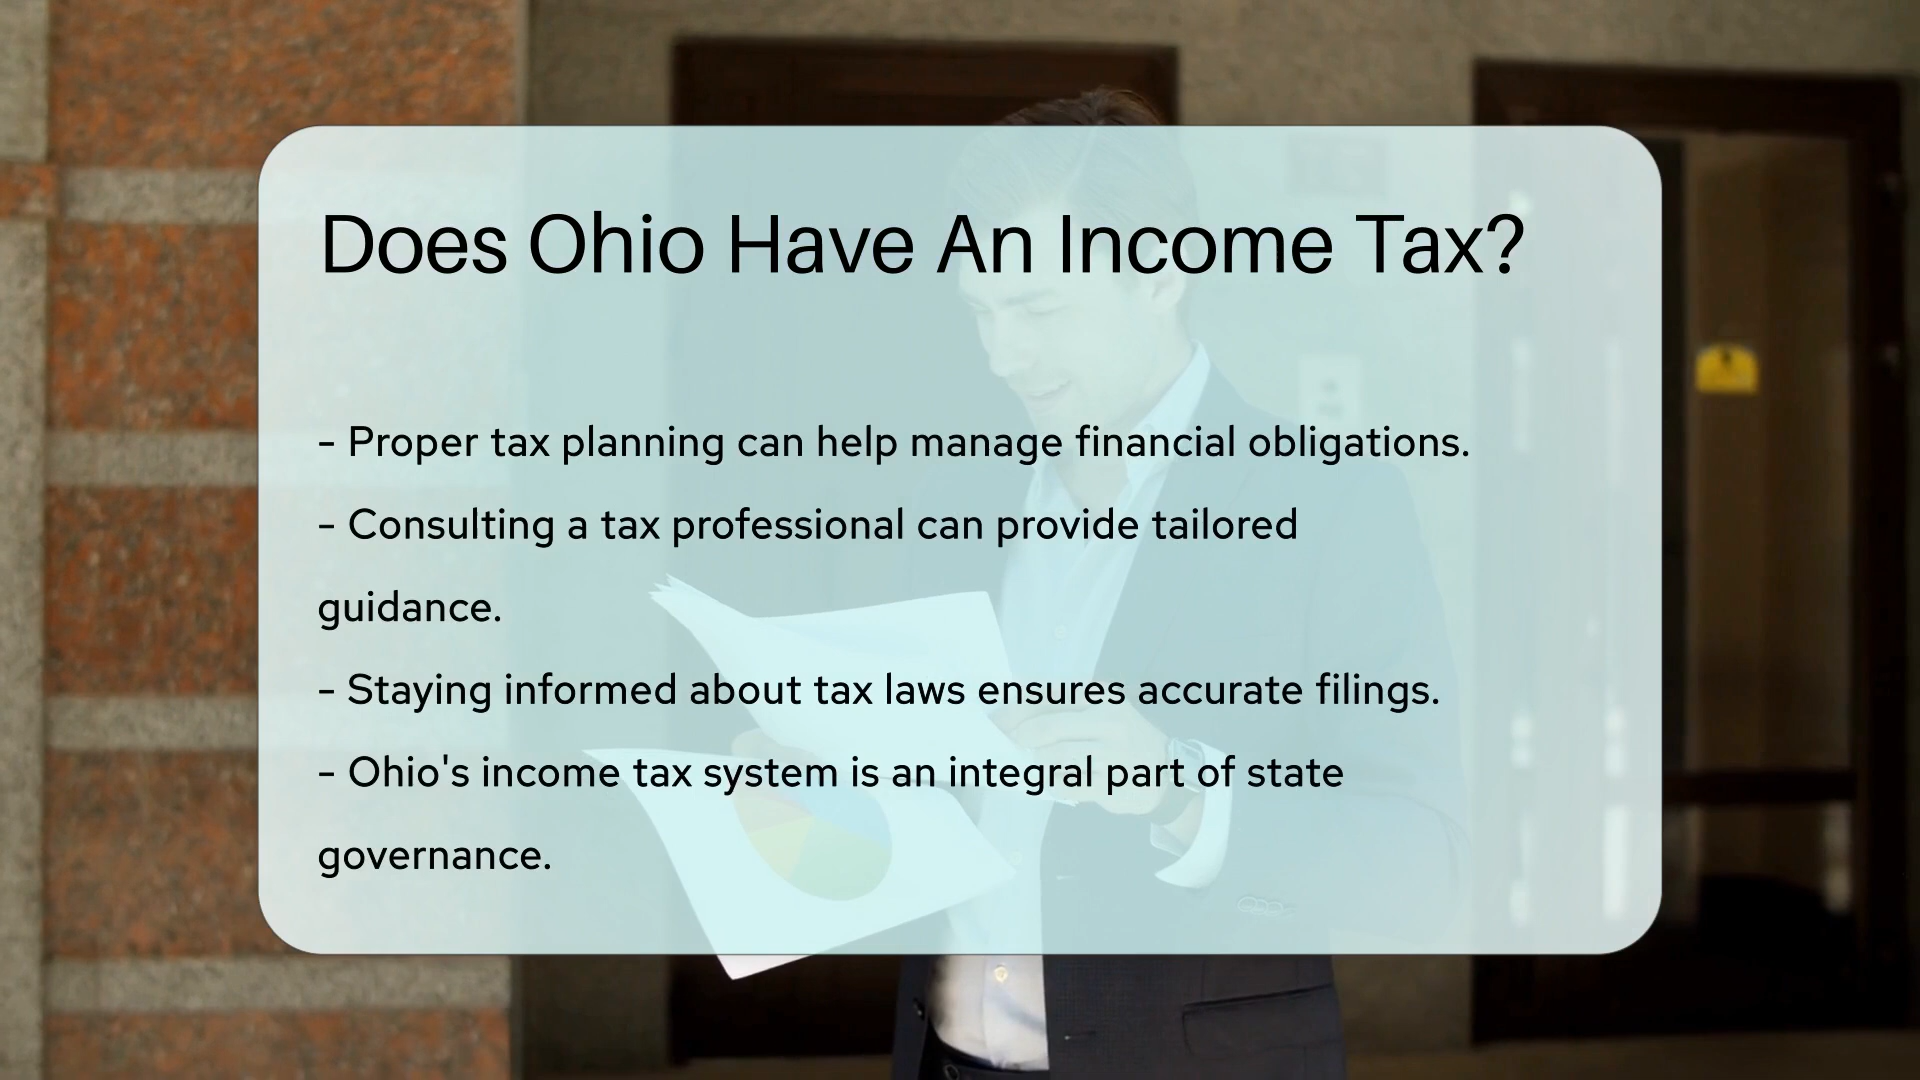 Does Ohio Have An Income Tax?
- Proper tax planning can help manage financial obligations.
- Consulting a tax professional can provide tailored
guidance.
- Staying informed about tax laws ensures accurate filings.
- Ohio's income tax system is an integral part of state
governance.